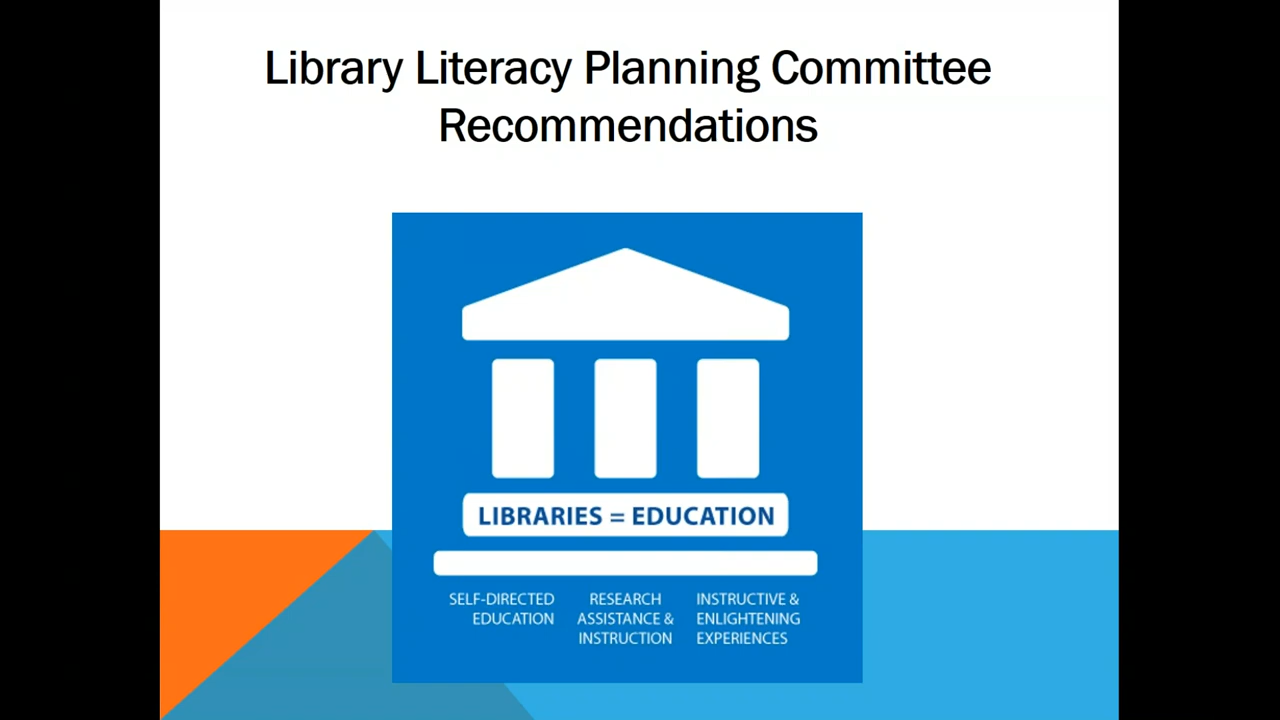 Library Literacy Planning Committee
Recommendations
LIBRARIES = EDUCATION
SELF-DIRECTED
EDUCATION
RESEARCH
ASSISTANCE &
INSTRUCTION
INSTRUCTIVE &
ENLIGHTENING
EXPERIENCES